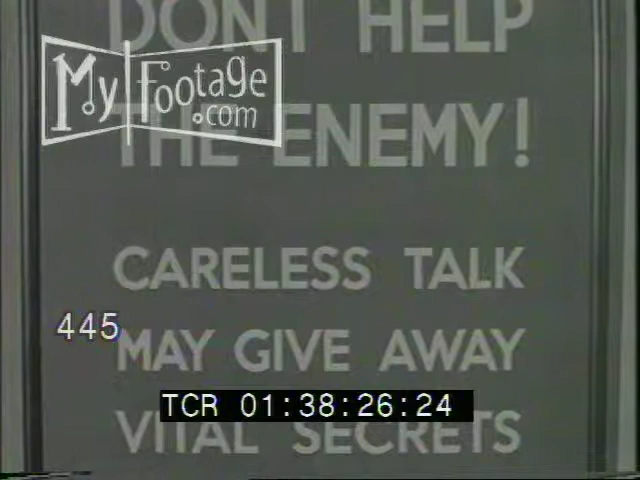 DON'T HELP
My Footage .com
THE ENEMY!
CARELESS TALK
445
MAY GIVE AWAY
TCR 01:38:26:24
VITAL SECRETS